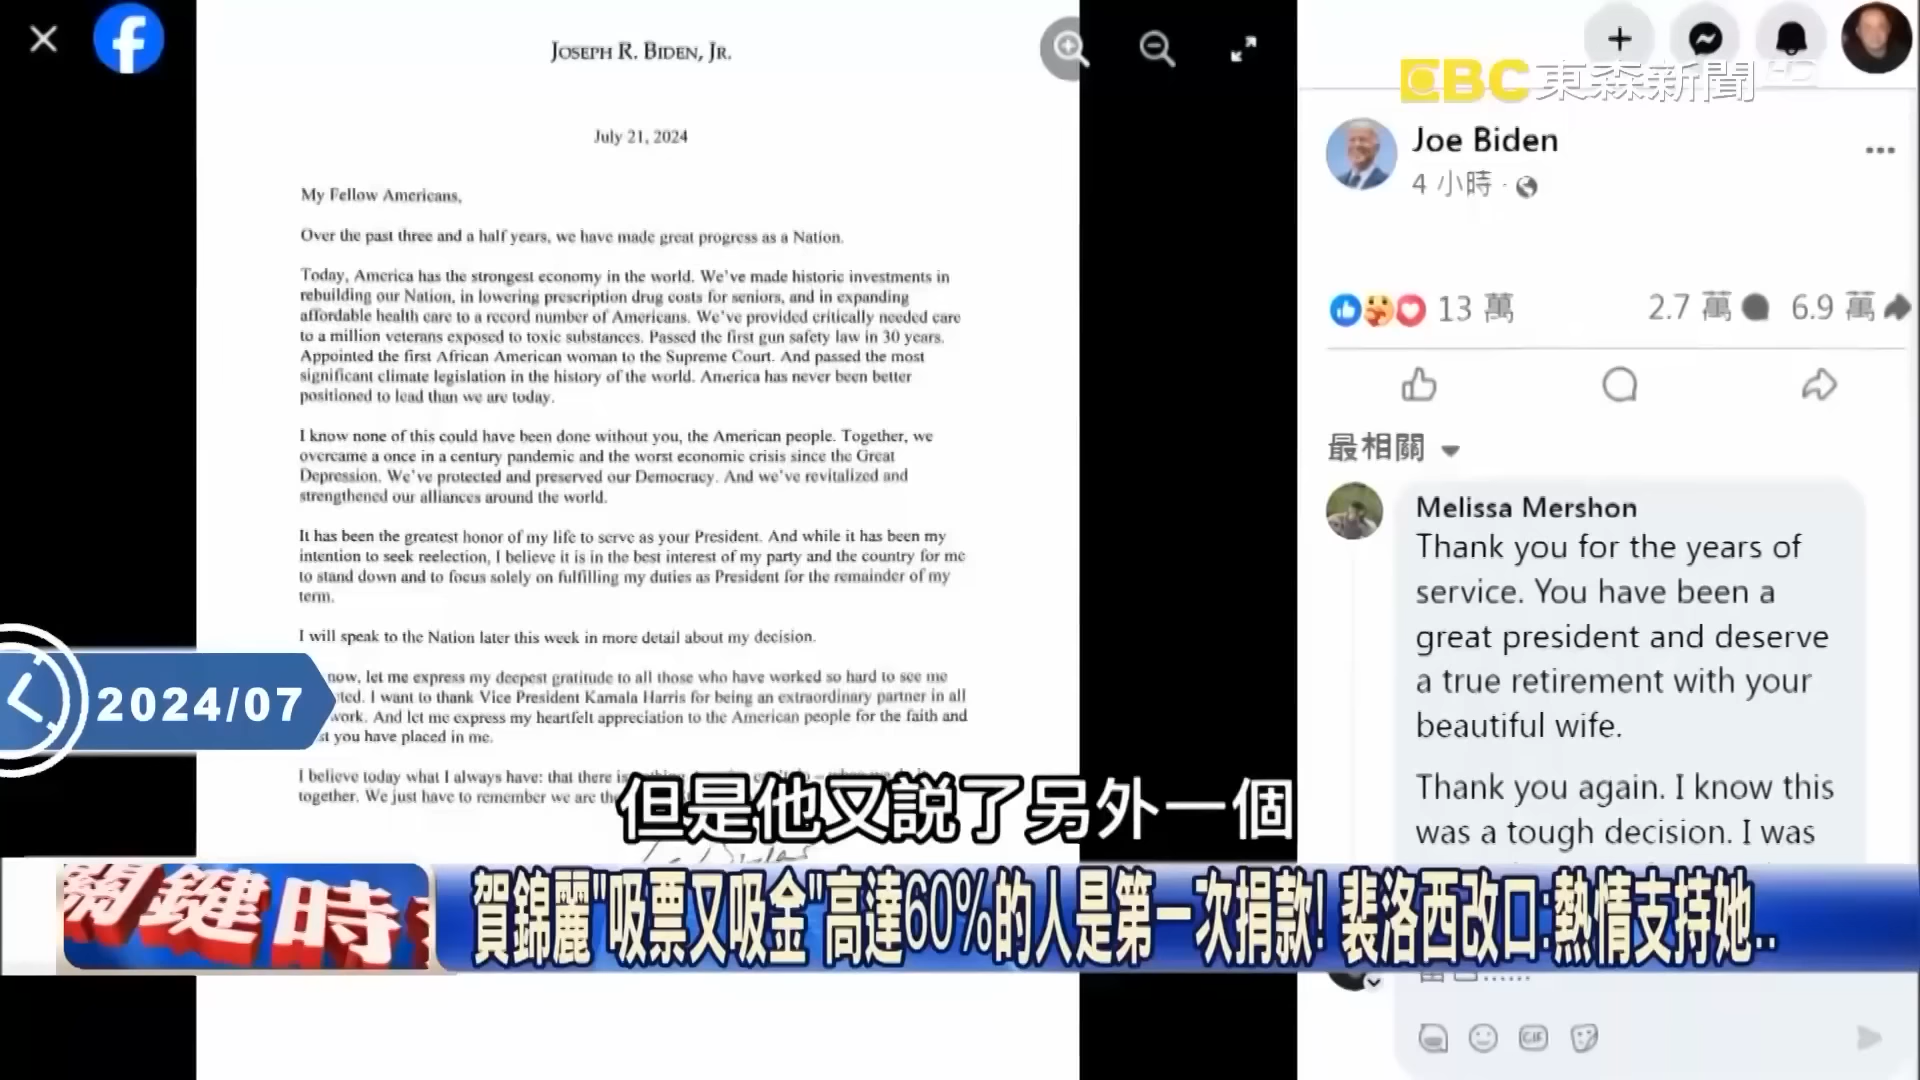 JOSEPH R. BIDEN, JR.
July 21, 2024
My Fellow Americans,
Over the past three and a half years, we have made great progress as a Nation.
Today, America has the strongest economy in the world. We've made historic investments in
rebuilding our Nation, in lowering prescription drug costs for seniors, and in expanding
affordable health care to a record number of Americans. We've provided critically needed care
to a million veterans exposed to toxic substances. Passed the first gun safety law in 30 years.
Appointed the first African American woman to the Supreme Court. And passed the most
significant climate legislation in the history of the world. America has never been better
positioned to lead than we are today.
I know none of this could have been done without you, the American people. Together, we
overcame a once in a century pandemic and the worst economic crisis since the Great
Depression. We've protected and preserved our Democracy. And we've revitalized and
strengthened our alliances around the world.
It has been the greatest honor of my life to serve as your President. And while it has been my
intention to seek reelection, I believe it is in the best interest of my party and the country for me
to stand down and to focus solely on fulfilling my duties as President for the remainder of my
term.
I will speak to the Nation later this week in more detail about my decision.
now, let me express my deepest gratitude to all those who have worked so hard to see me
ted. I want to thank Vice President Kamala Harris for being an extraordinary partner in all
work. And let me express my heartfelt appreciation to the American people for the faith and
t you have placed in me.
I believe today what I always have: that there is
together. We just have to remember we are the
EBC東森新聞
Joe Biden
4 小時
13 萬
2.7 萬
6.9 萬
最相關
Melissa Mershon
Thank you for the years of
service. You have been a
great president and deserve
a true retirement with your
beautiful wife.
Thank you again. I know this
was a tough decision. I was
GIF
2024/07
但是他又說了另外一個
關鍵時
賀錦麗"吸票又吸金"高達60%的人是第一次捐款! 裴洛西改口:熱情支持她..